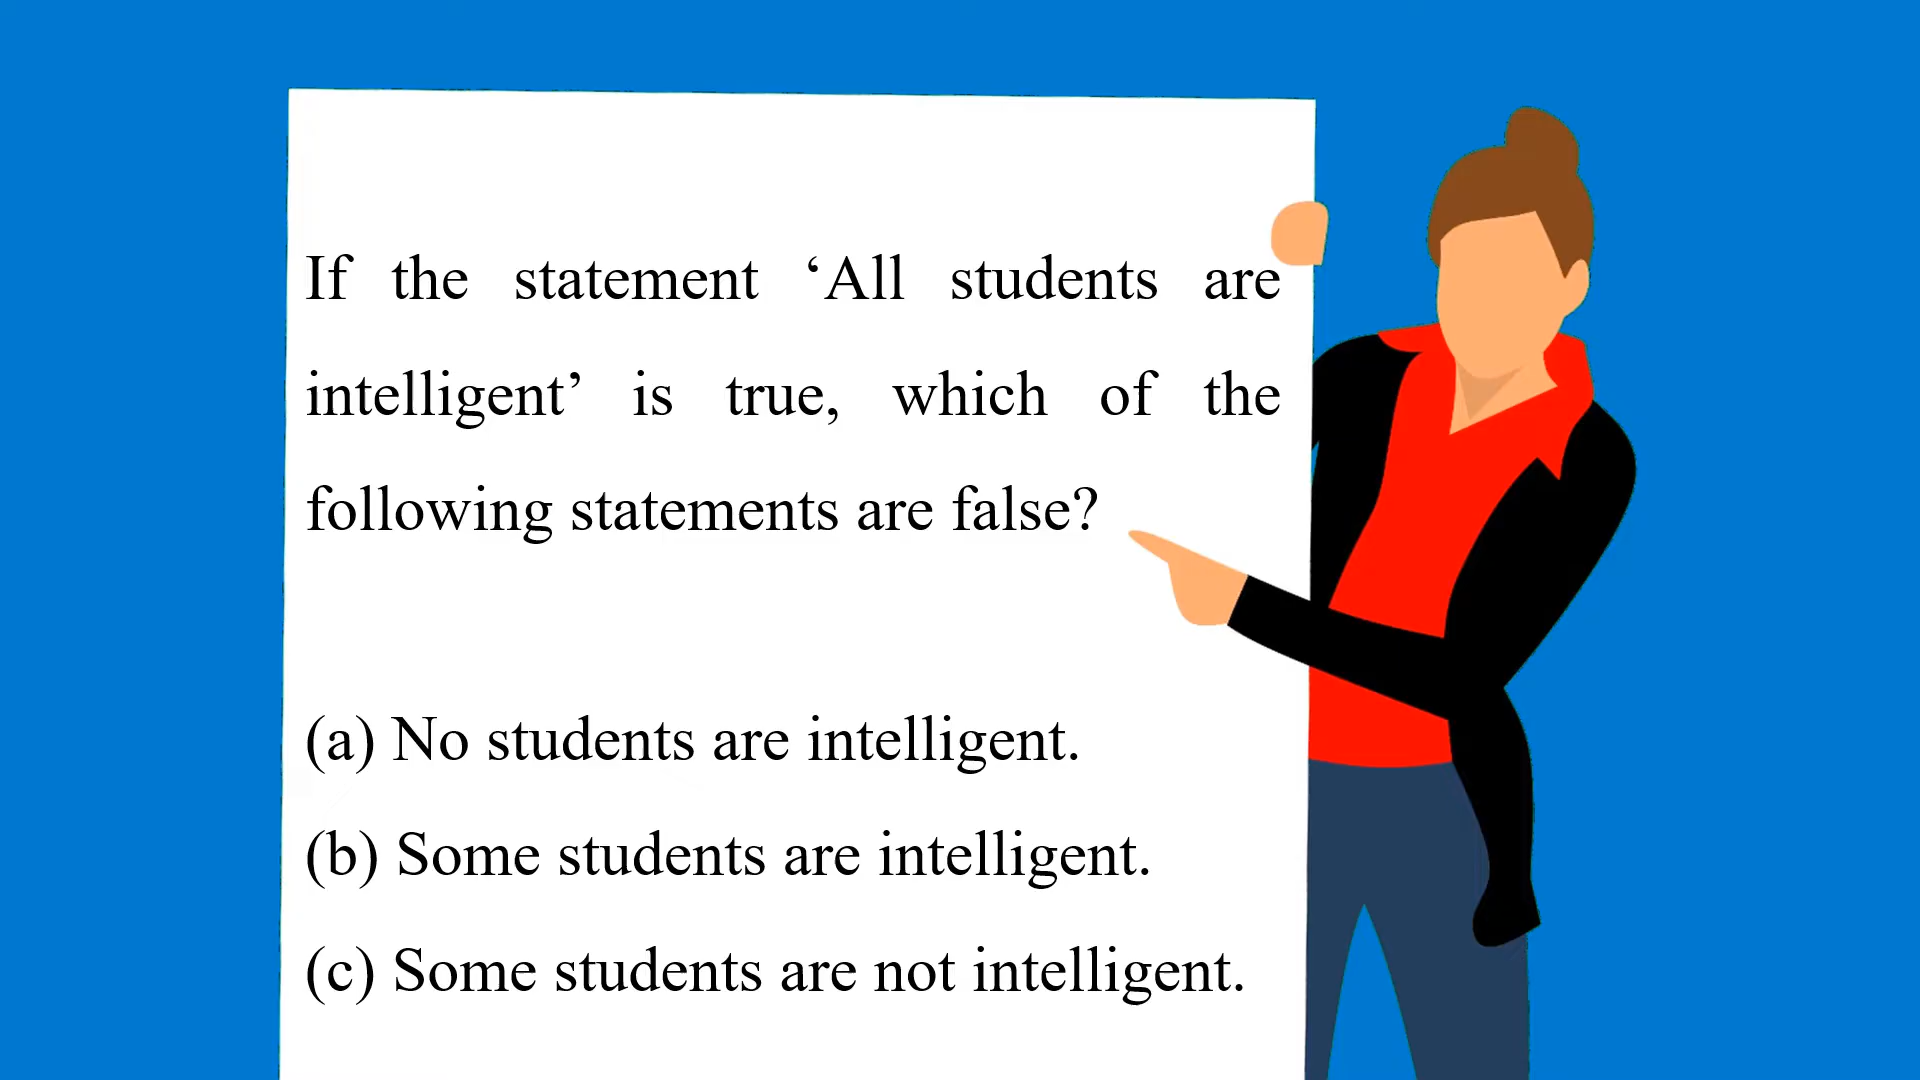 If the statement ‘All students are
intelligent’ is true, which of the
following statements are false?
(a) No students are intelligent.
(b) Some students are intelligent.
(c) Some students are not intelligent.